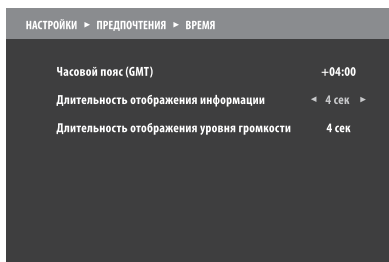 НАСТРОЙКИ ► ПРЕДПОЧТЕНИЯ ► ВРЕМЯ
Часовой пояс (GMT) +04:00
Длительность отображения информации ◄ 4 сек ►
Длительность отображения уровня громкости 4 сек